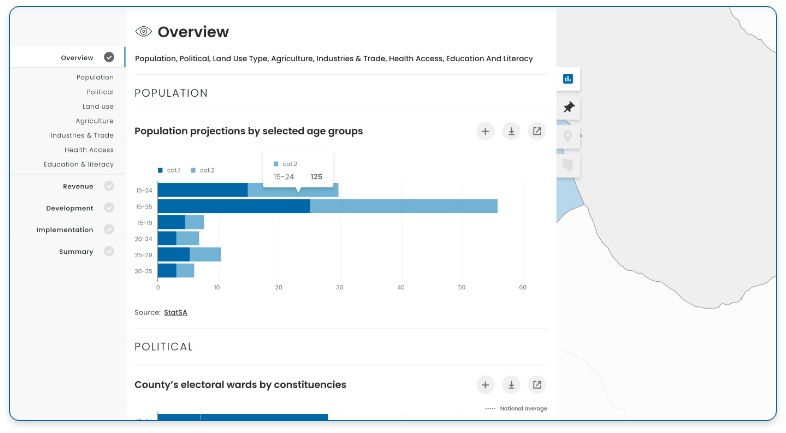 Overview
Population
Political
Land use
Agriculture
Industries & Trade
Health Access
Education & literacy
Revenue
Development
Implementation
Summary
Overview
Population, Political, Land Use Type, Agriculture, Industries & Trade, Health Access, Education And Literacy
POPULATION
Population projections by selected age groups
cat.1 cat.2
cat.2
15-24 125
15-24
15-35
15-19
20-24
25-29
30-35
0 10 20 30 40 50 60
Source: StatSA
POLITICAL
County's electoral wards by constituencies
National average